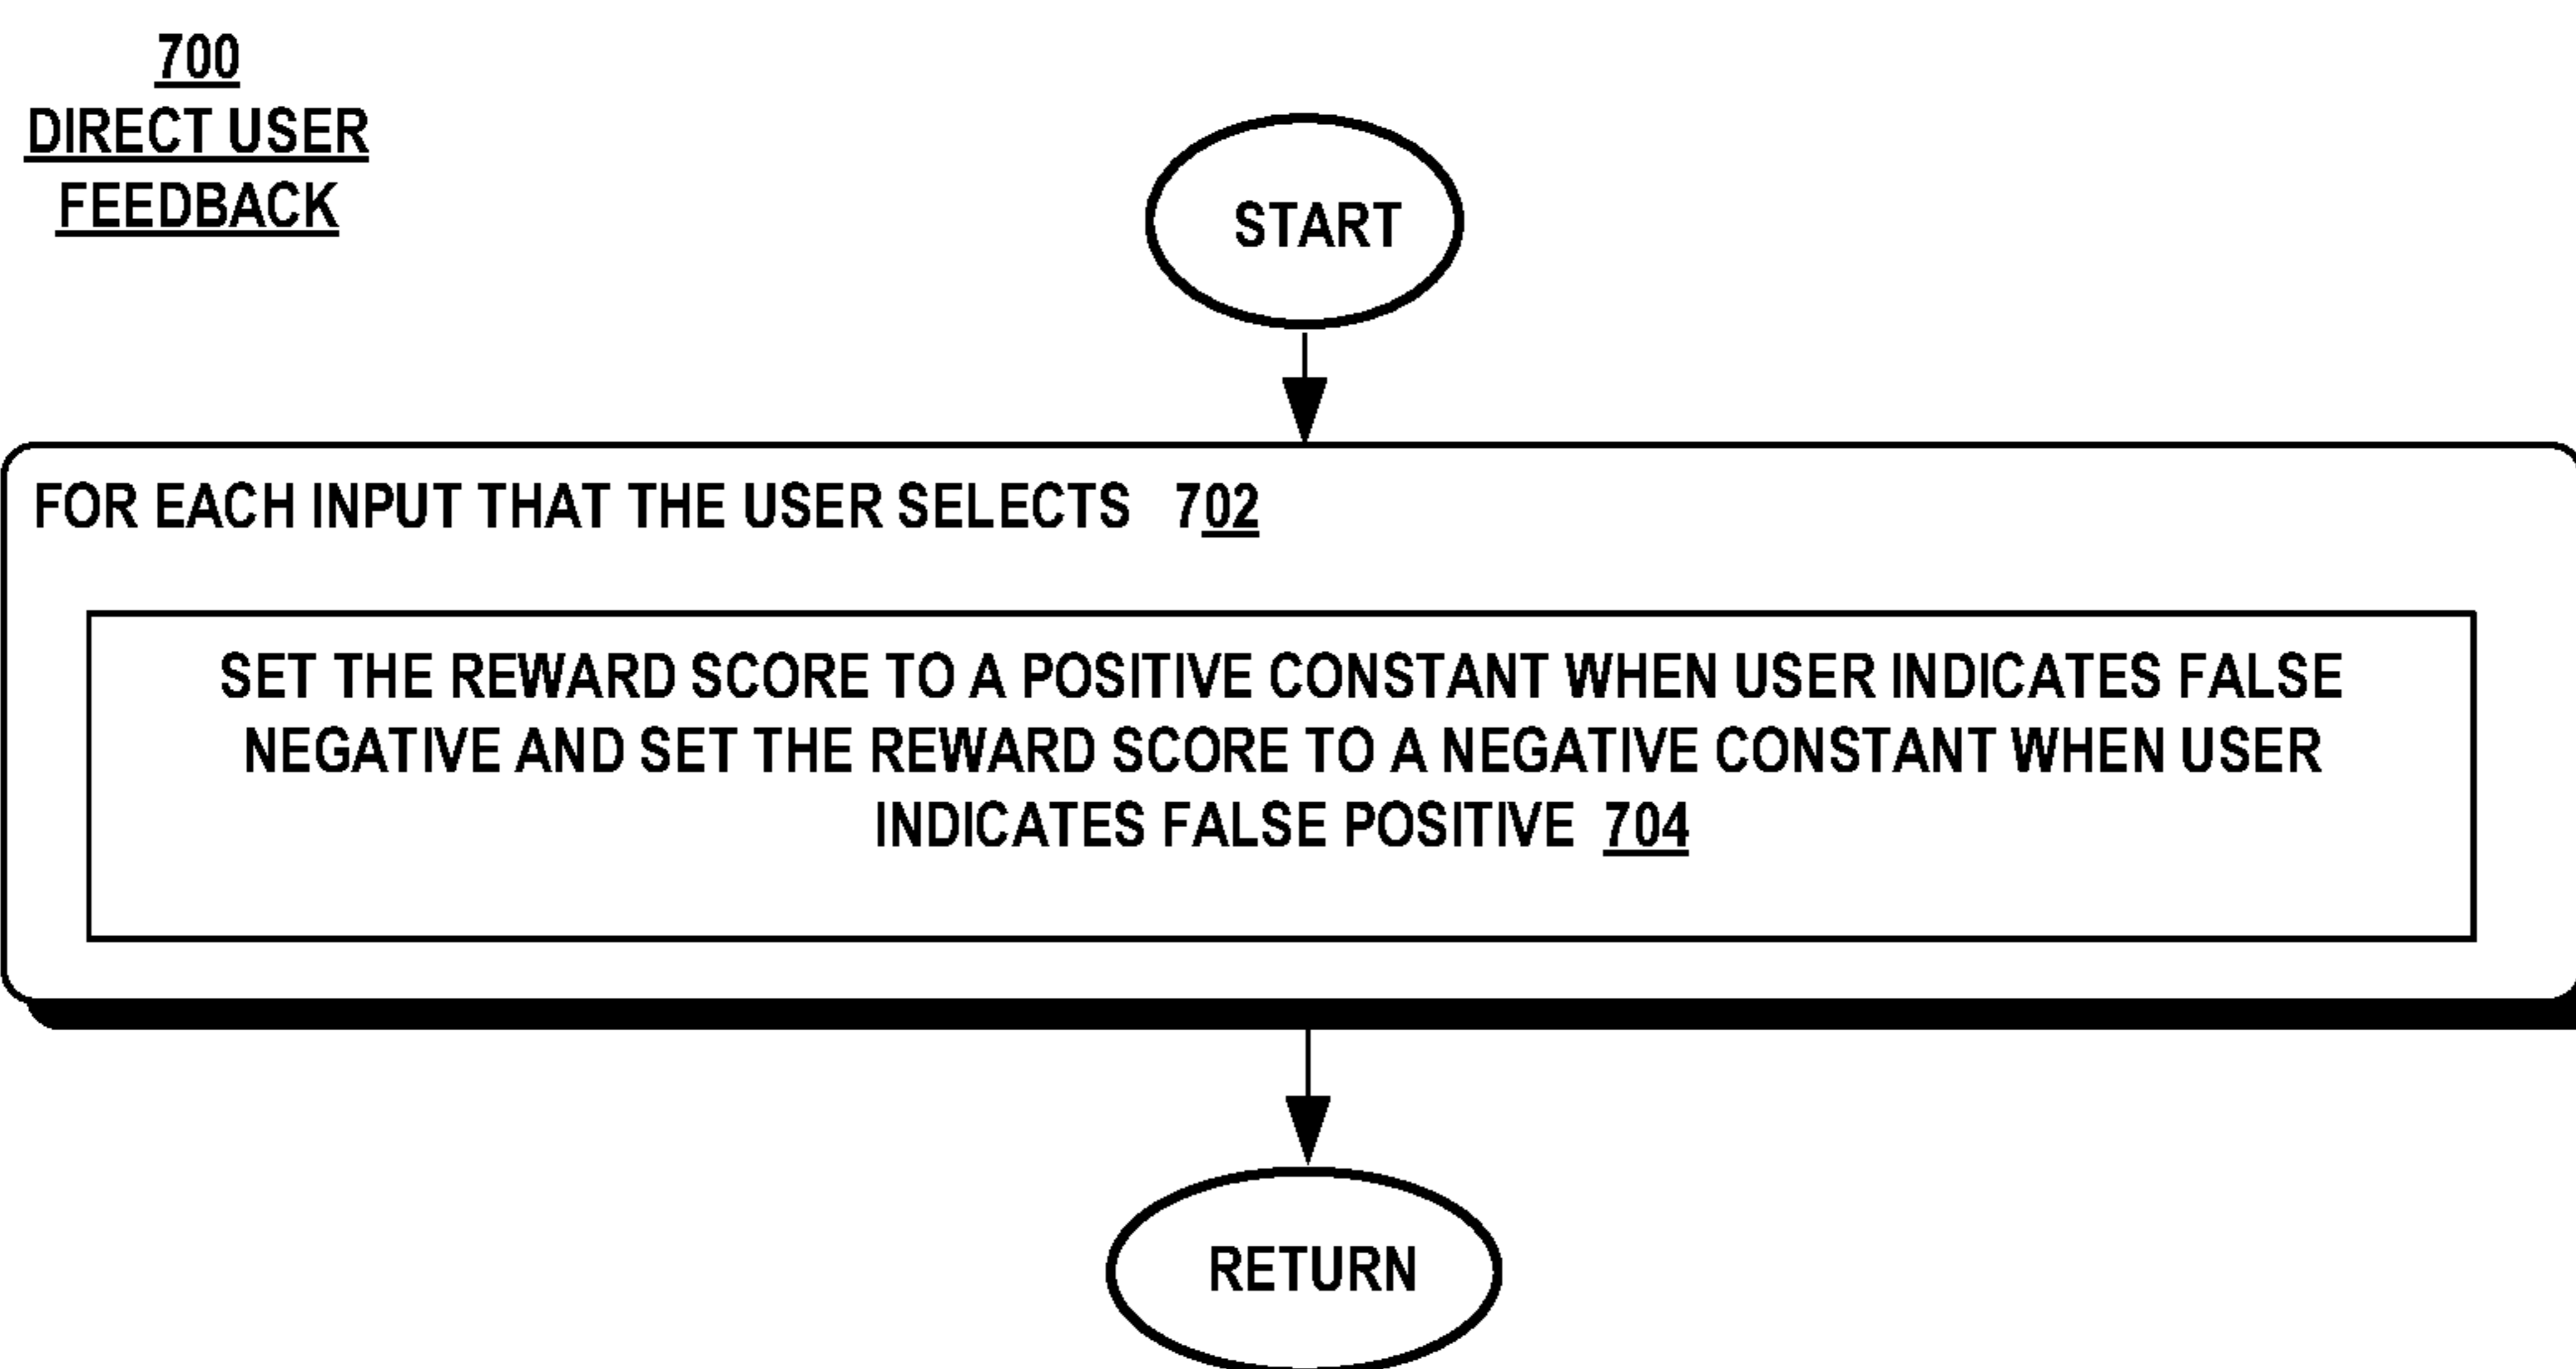 700
DIRECT USER
FEEDBACK
START
FOR EACH INPUT THAT THE USER SELECTS 702
SET THE REWARD SCORE TO A POSITIVE CONSTANT WHEN USER INDICATES FALSE
NEGATIVE AND SET THE REWARD SCORE TO A NEGATIVE CONSTANT WHEN USER
INDICATES FALSE POSITIVE 704
RETURN